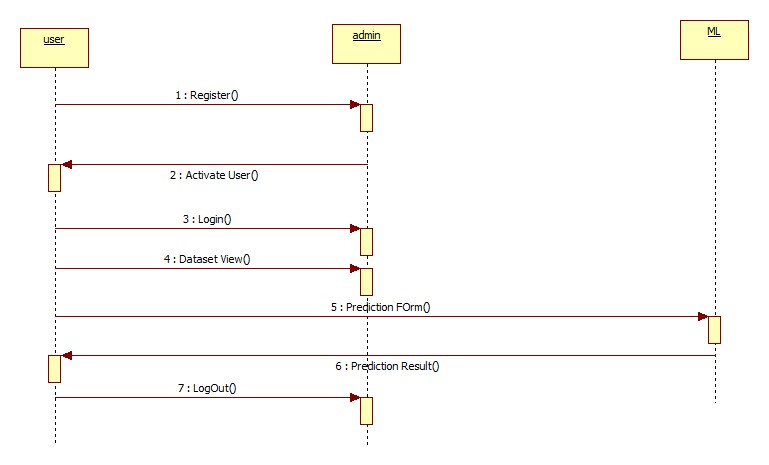 user
admin
ML
1 : Register()
2 : Activate User()
3 : Login()
4 : Dataset View()
5 : Prediction FOrm()
6 : Prediction Result()
7 : LogOut()